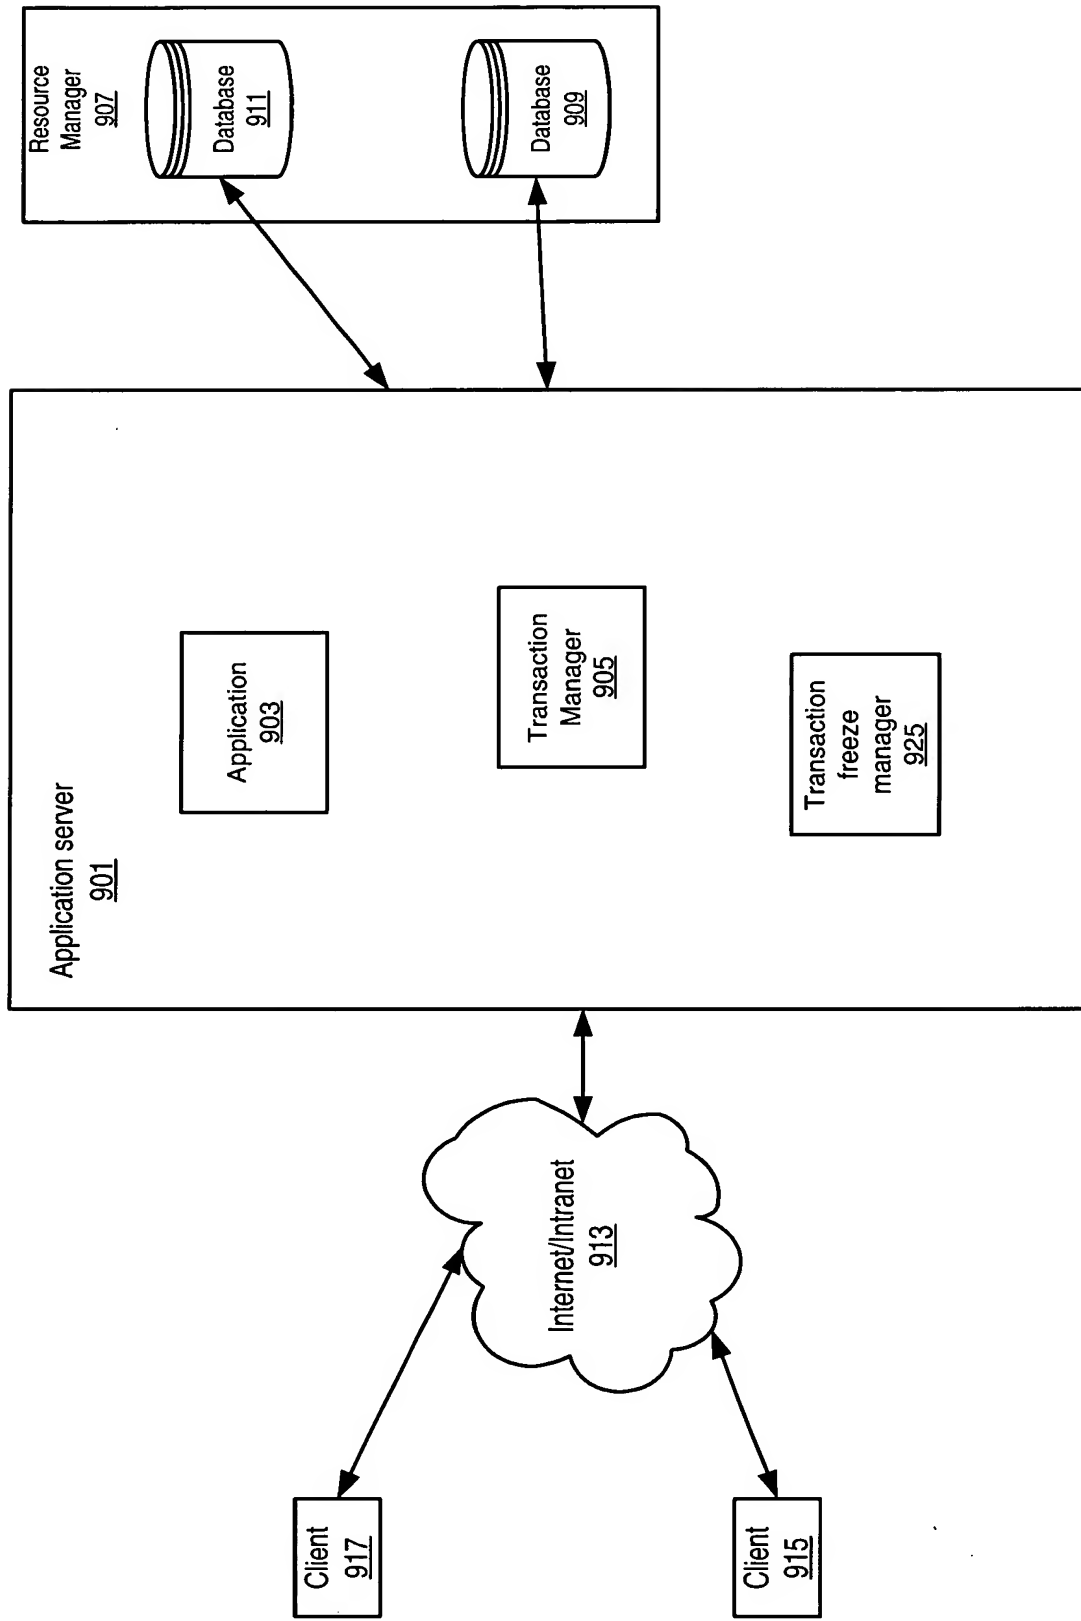 Resource
Manager
907
Database
911
Database
909
Application server
901
Application
903
Transaction
Manager
905
Transaction
freeze
manager
925
Internet/Intranet
913
Client
917
Client
915